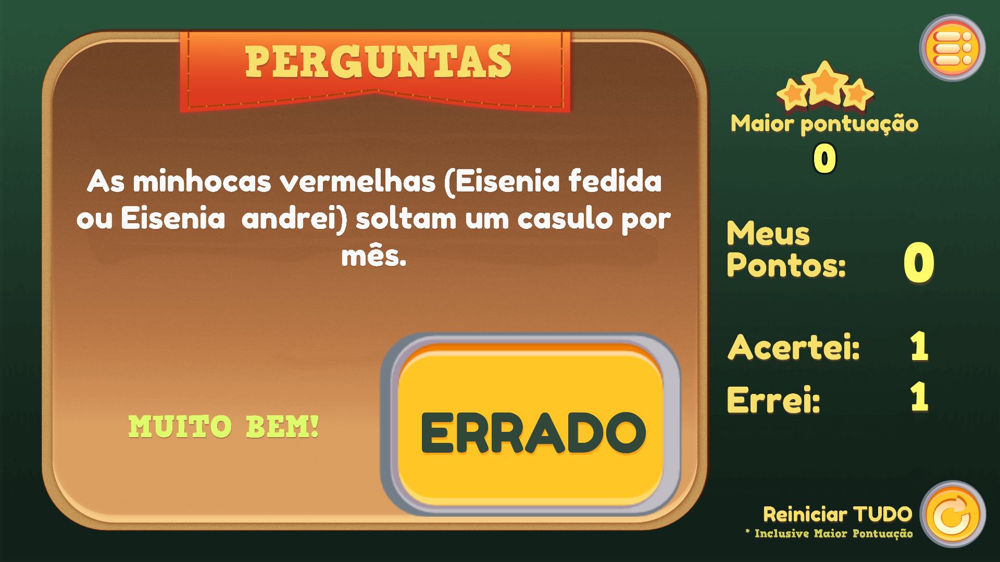 PERGUNTAS
As minhocas vermelhas (Eisenia fedida
ou Eisenia  andrei) soltam um casulo por
mês.
MUITO BEM!
ERRADO
Maior pontuação
0
Meus
Pontos:
0
Acertei: 1
Errei: 1
Reiniciar TUDO
* Inclusive Maior Pontuação